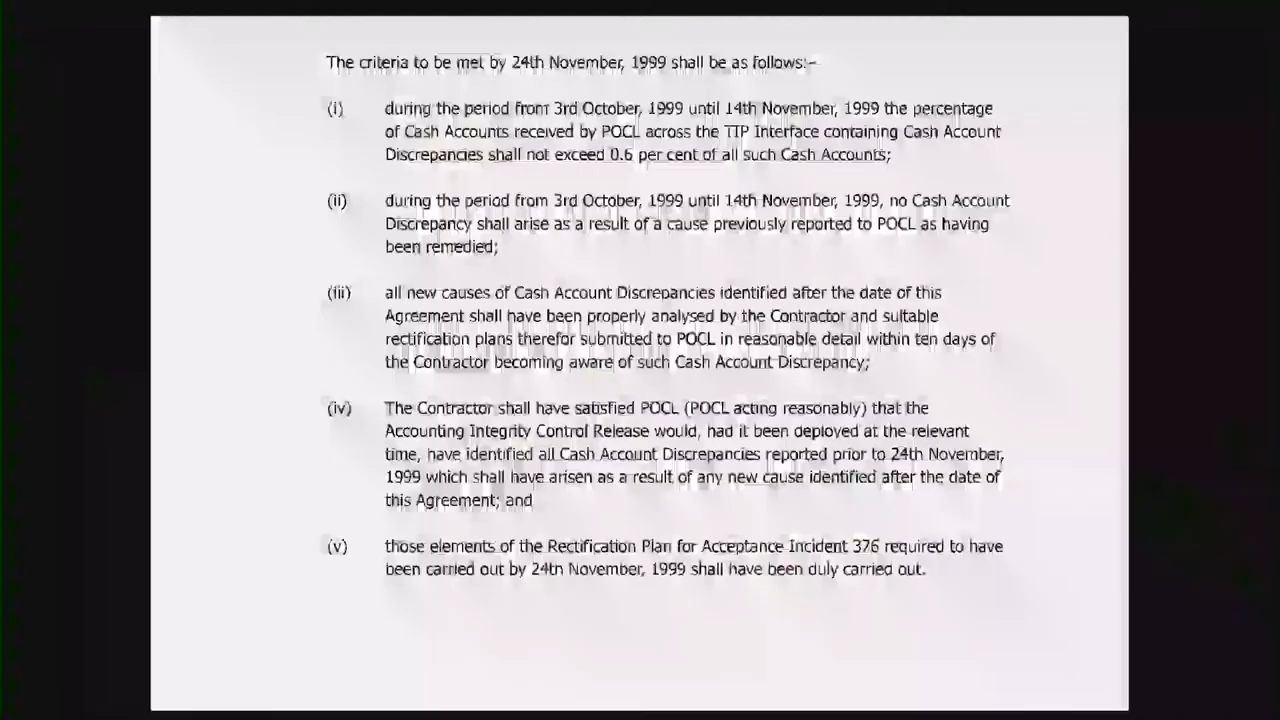 The criteria to be met by 24th November, 1999 shall be as follows:-
(i) during the period from 3rd October, 1999 until 14th November, 1999 the percentage
of Cash Accounts received by POCL across the TIP Interface containing Cash Account
Discrepancies shall not exceed 0.6 per cent of all such Cash Accounts;
(ii) during the period from 3rd October, 1999 until 14th November, 1999, no Cash Account
Discrepancy shall arise as a result of a cause previously reported to POCL as having
been remedied;
(iii) all new causes of Cash Account Discrepancies identified after the date of this
Agreement shall have been properly analysed by the Contractor and suitable
rectification plans therefor submitted to POCL in reasonable detail within ten days of
the Contractor becoming aware of such Cash Account Discrepancy;
(iv) The Contractor shall have satisfied POCL (POCL acting reasonably) that the
Accounting Integrity Control Release would, had it been deployed at the relevant
time, have identified all Cash Account Discrepancies reported prior to 24th November,
1999 which shall have arisen as a result of any new cause identified after the date of
this Agreement; and
(v) those elements of the Rectification Plan for Acceptance Incident 376 required to have
been carried out by 24th November, 1999 shall have been duly carried out.